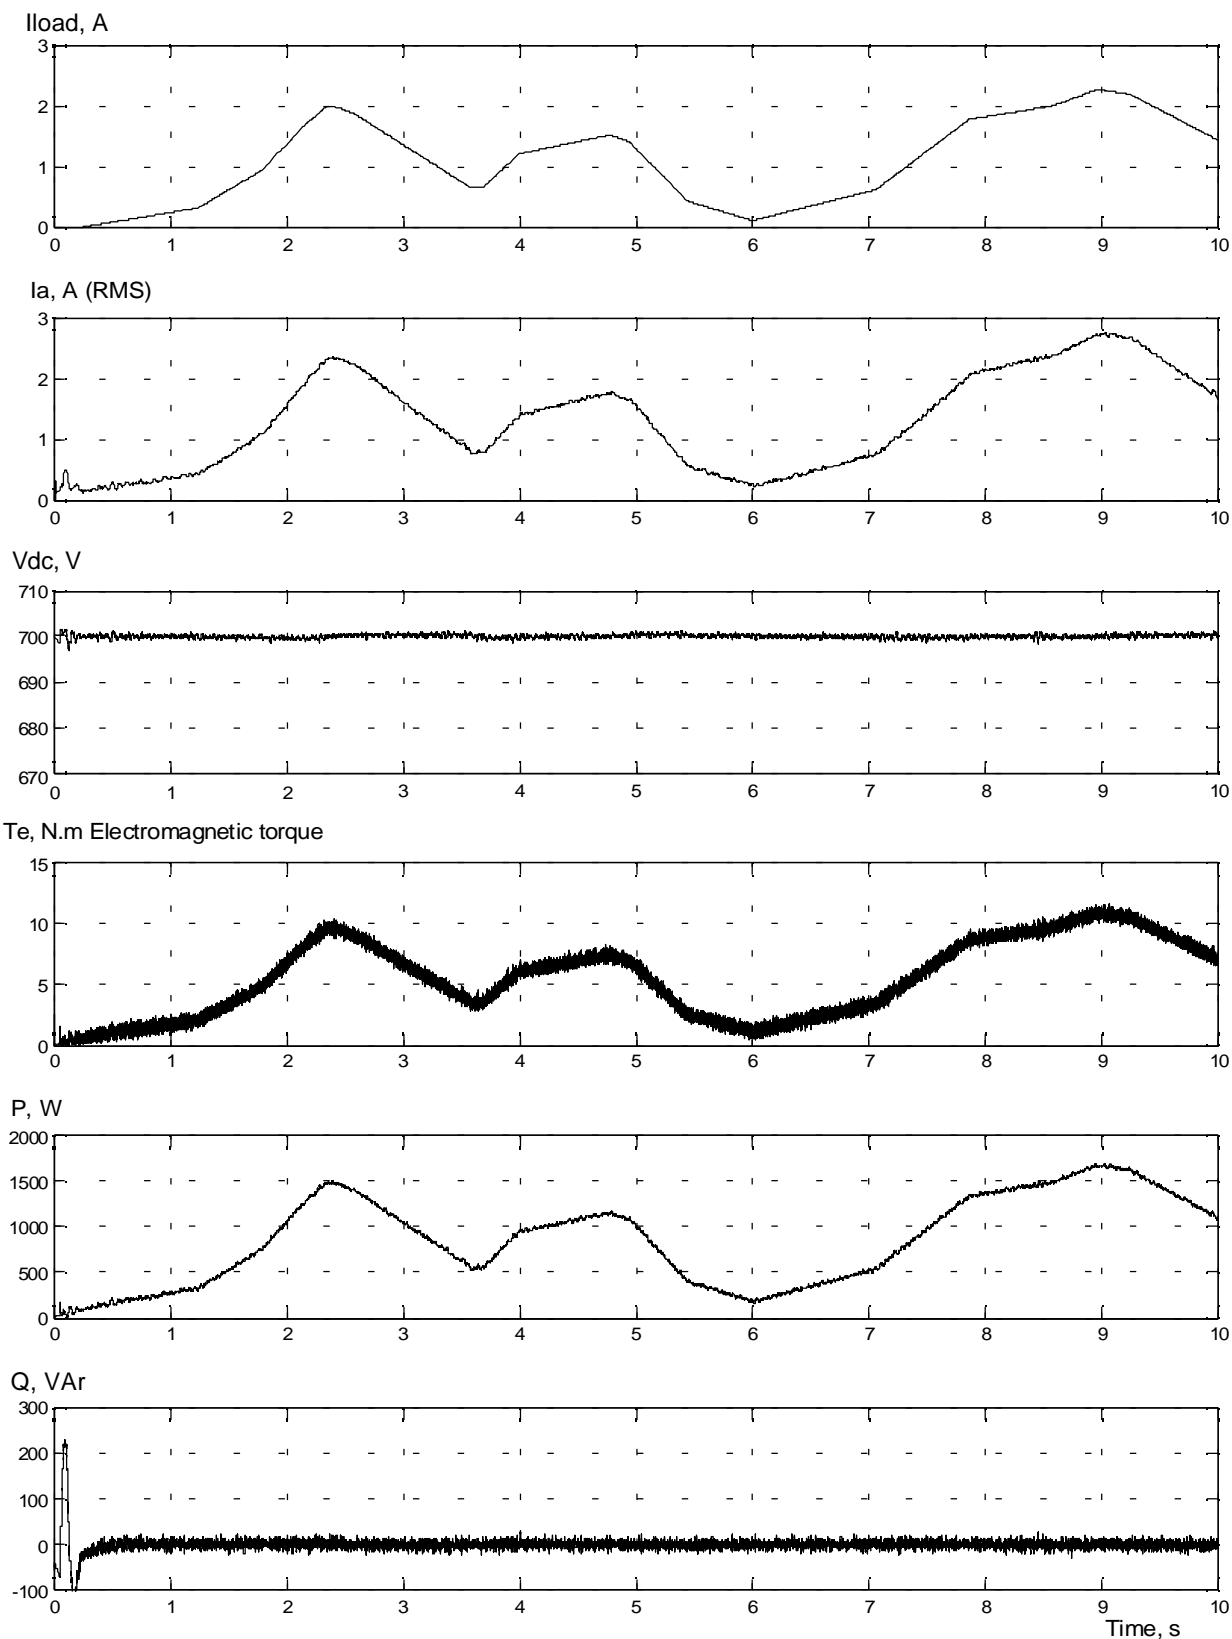 Iload, A
3
2
1
0
0 1 2 3 4 5 6 7 8 9 10
Ia, A (RMS)
3
2
1
0
0 1 2 3 4 5 6 7 8 9 10
Vdc, V
710
700
690
680
670
0 1 2 3 4 5 6 7 8 9 10
Te, N.m Electromagnetic torque
15
10
5
0
0 1 2 3 4 5 6 7 8 9 10
P, W
2000
1500
1000
500
0
0 1 2 3 4 5 6 7 8 9 10
Q, VAr
300
200
100
0
-100
0 1 2 3 4 5 6 7 8 9 10
Time, s